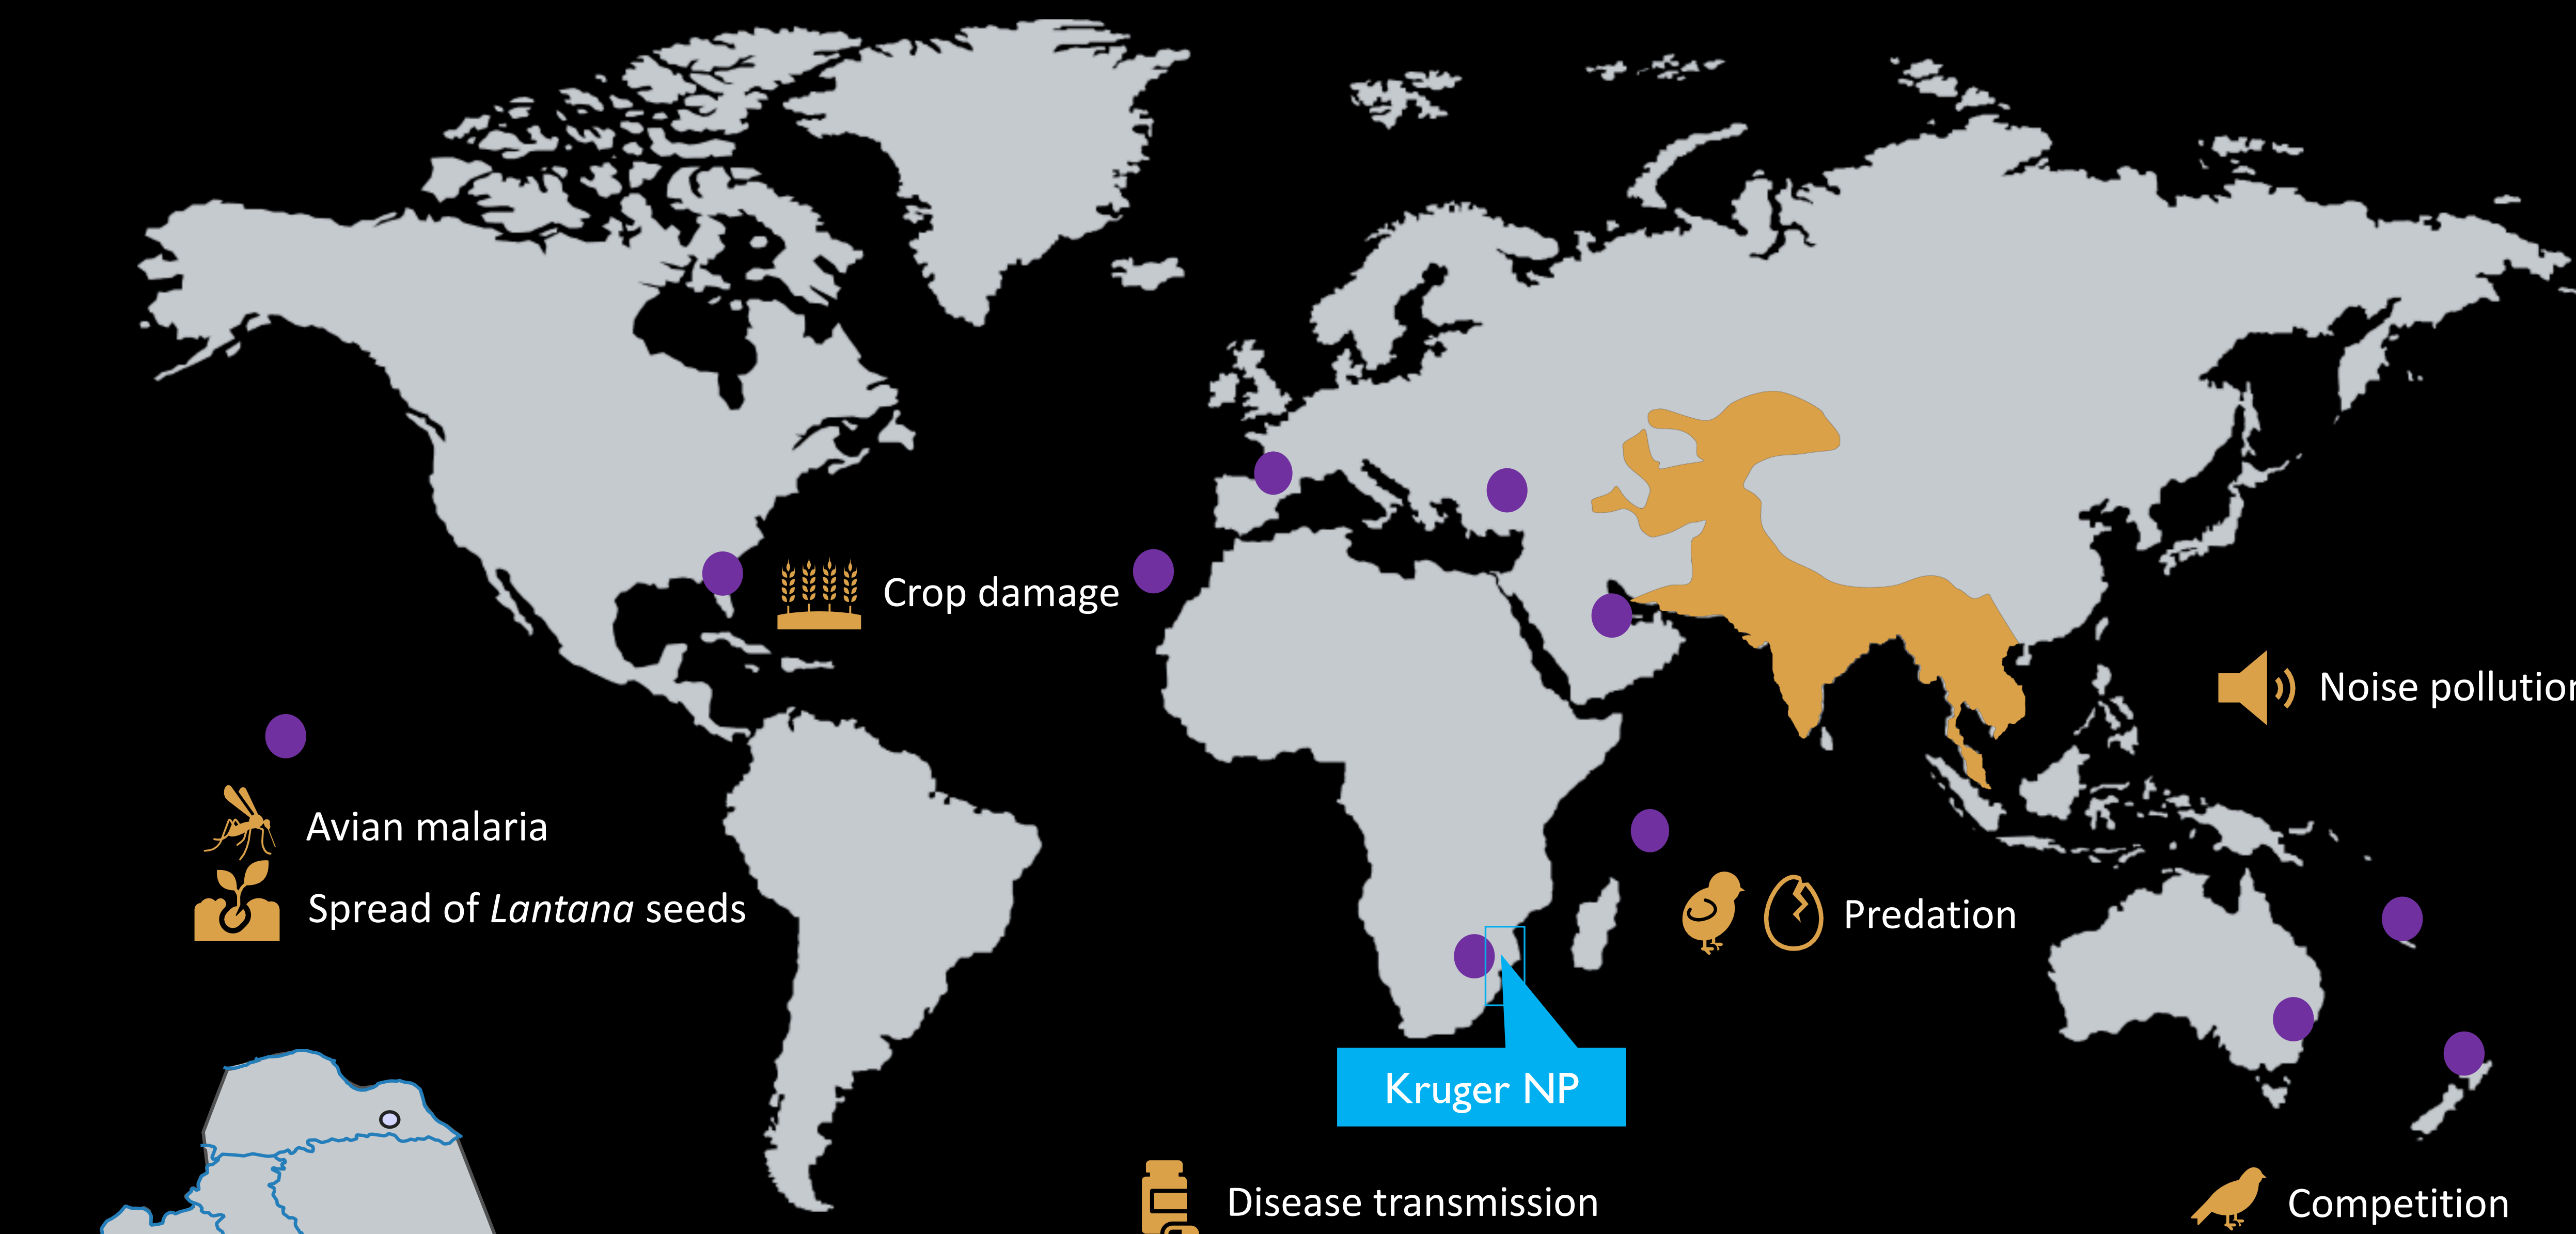 Crop damage
Noise pollution
Avian malaria
Spread of Lantana seeds
Predation
Kruger NP
Disease transmission
Competition